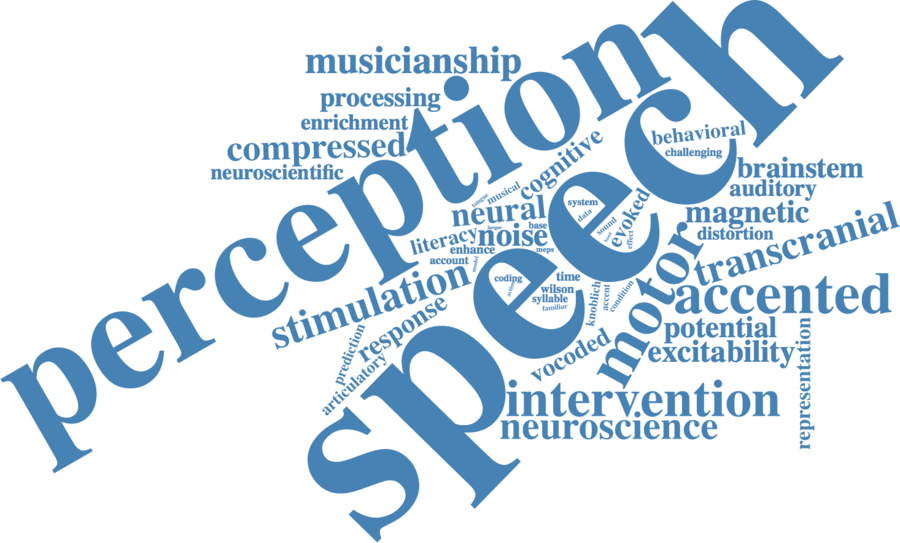 musicianship
processing
enrichment
compressed
neuroscientific
perception
speech
behavioral
challenging
brainstem
auditory
magnetic
distortion
transcranial
accented
potential
excitability
representation
motor
intervention
neuroscience
vocoded
cognitive
musical
tongue
neural
larger
base
literacy
noise
enhance
meps
account
model
stimulation
response
prediction
articulatory
system
data
sound
evoked
effect
coding
time
wilson
syllable
familiar
knoblich
accent
condition